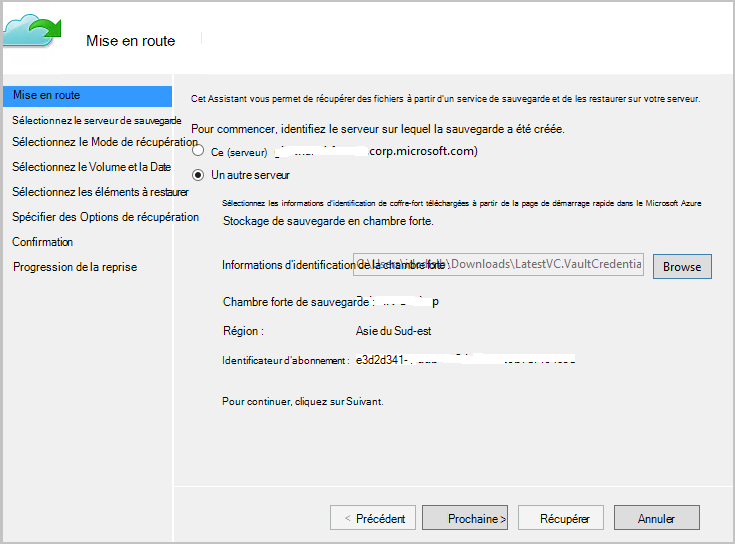 Mise en route
Mise en route
Sélectionnez le serveur de sauvegarde
Sélectionnez le Mode de récupération
Sélectionnez le Volume et la Date
Sélectionnez les éléments à restaurer
Spécifier des Options de récupération
Confirmation
Progression de la reprise
Cet Assistant vous permet de récupérer des fichiers à partir d'un service de sauvegarde et de les restaurer sur votre serveur.
Pour commencer, identifiez le serveur sur lequel la sauvegarde a été créée.
Ce (serveur) corp.microsoft.com)
Un autre serveur
Sélectionnez les informations d'identification de coffre-fort téléchargées à partir de la page de démarrage rapide dans le Microsoft Azure
Stockage de sauvegarde en chambre forte.
Informations d'identification de la chambre forte : \Downloads\LatestVC.VaultCredentia
Browse
Chambre forte de sauvegarde : p
Région : Asie du Sud-est
Identificateur d'abonnement : e3d2d341-
Pour continuer, cliquez sur Suivant.
< Précédent
Prochaine >
Récupérer
Annuler